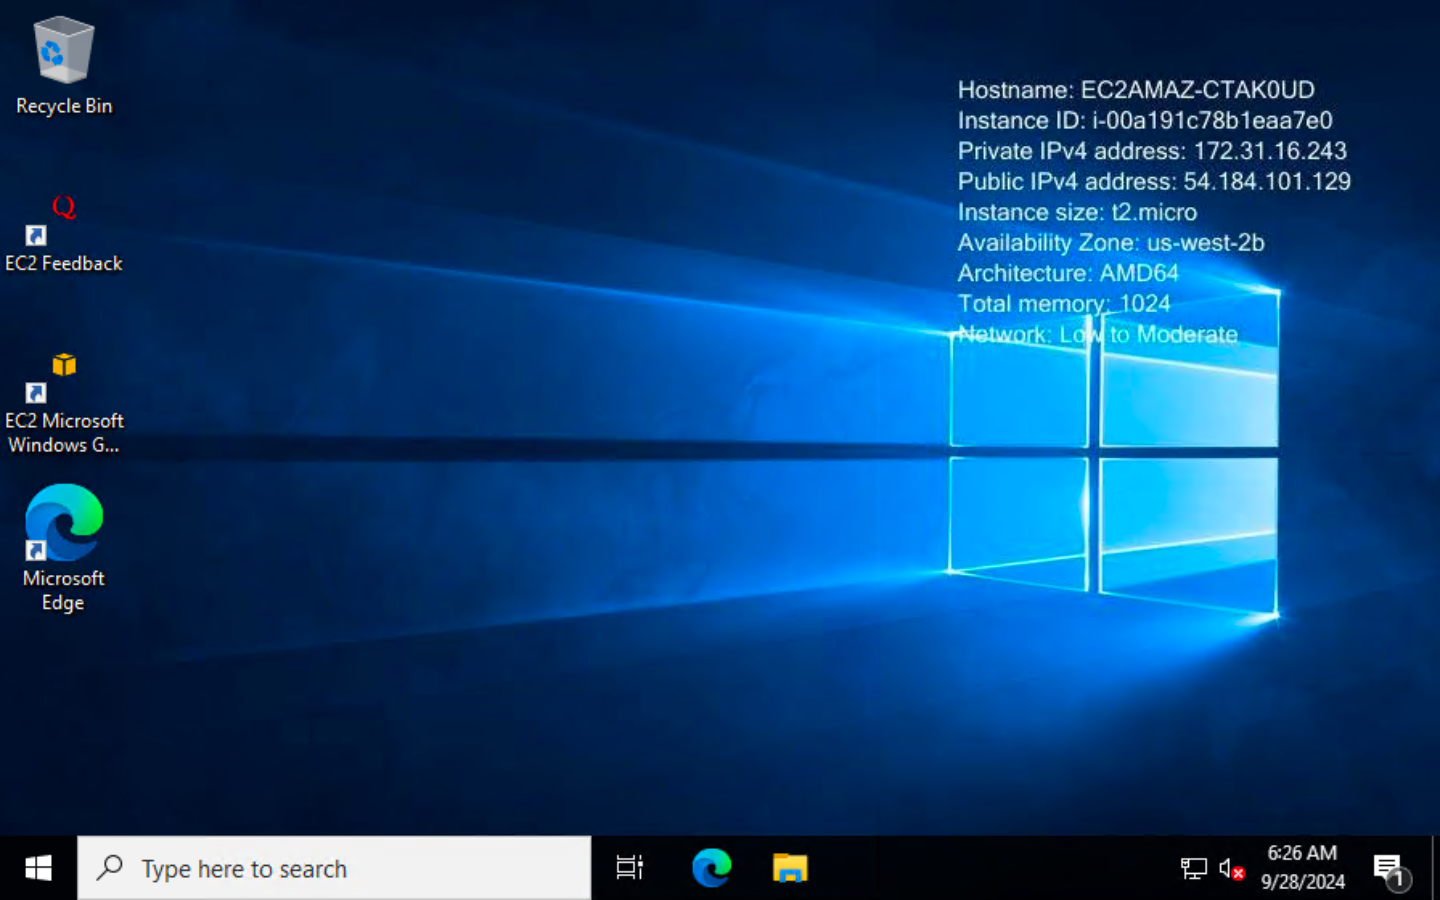 Recycle Bin
EC2 Feedback
EC2 Microsoft
Windows G...
Microsoft
Edge
Hostname: EC2AMAZ-CTAK0UD
Instance ID: i-00a191c78b1eaa7e0
Private IPv4 address: 172.31.16.243
Public IPv4 address: 54.184.101.129
Instance size: t2.micro
Availability Zone: us-west-2b
Architecture: AMD64
Total memory: 1024
Network: Low to Moderate
Type here to search
6:26 AM
9/28/2024
1